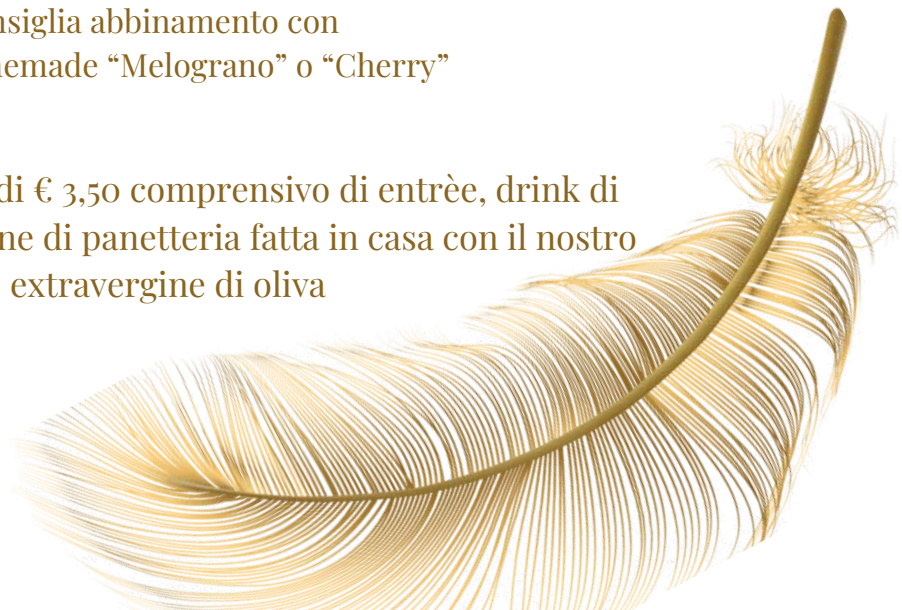 nsiglia abbinamento con
nemade “Melograno” o “Cherry”
di € 3,50 comprensivo di entrèe, drink di
ne di panetteria fatta in casa con il nostro
extravergine di oliva